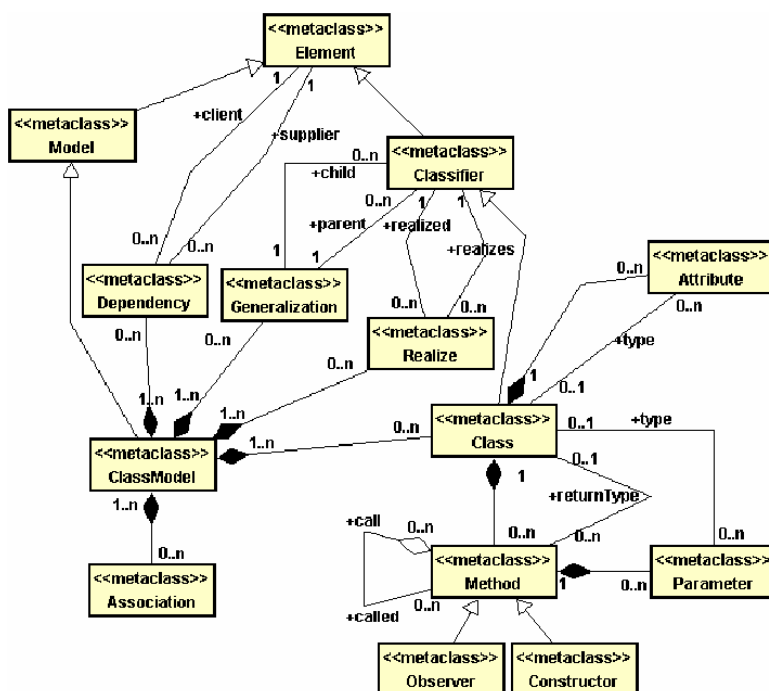 <<metaclass>>
Element
<<metaclass>>
Model
1
1
1
+client
+supplier
<<metaclass>>
Classifier
0..n
+child
0..n
1
1
+parent
+realized
+realizes
0..n
0..n
1
1
<<metaclass>>
Dependency
<<metaclass>>
Generalization
0..n
0..n
<<metaclass>>
Realize
<<metaclass>>
Attribute
0..n
0..n
+type
1
0..1
0..n
0..n
0..n
1..n
1..n
1..n
1..n
0..n
<<metaclass>>
ClassModel
<<metaclass>>
Class
0..1
+type
0..1
1
+returnType
1..n
0..n
<<metaclass>>
Association
+call
0..n
0..n
0..n
0..n
<<metaclass>>
Method
0..n
+called
1
0..n
<<metaclass>>
Parameter
<<metaclass>>
Observer
<<metaclass>>
Constructor